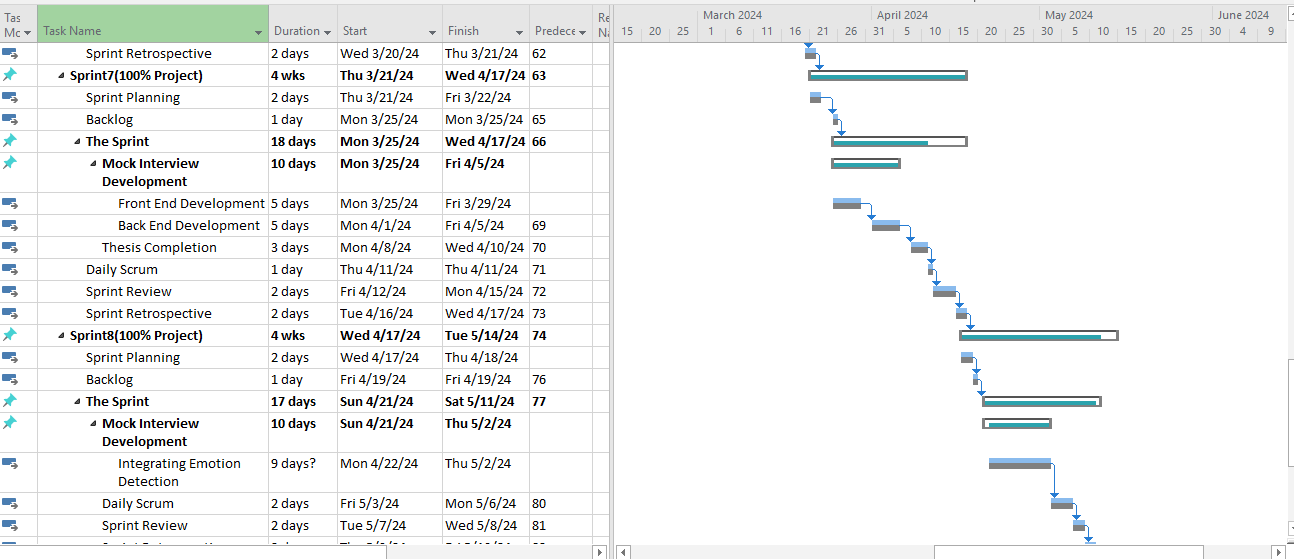 March 2024 April 2024 May 2024 June 2024
Tas Mc Task Name Duration Start Finish Predece Re Na
15 20 25 1 6 11 16 21 26 31 5 10 15 20 25 30 5 10 15 20 25 30 4 9
Sprint Retrospective 2 days Wed 3/20/24 Thu 3/21/24 62
Sprint7(100% Project) 4 wks Thu 3/21/24 Wed 4/17/24 63
Sprint Planning 2 days Thu 3/21/24 Fri 3/22/24
Backlog 1 day Mon 3/25/24 Mon 3/25/24 65
The Sprint 18 days Mon 3/25/24 Wed 4/17/24 66
Mock Interview 10 days Mon 3/25/24 Fri 4/5/24
Development
Front End Development 5 days Mon 3/25/24 Fri 3/29/24
Back End Development 5 days Mon 4/1/24 Fri 4/5/24 69
Thesis Completion 3 days Mon 4/8/24 Wed 4/10/24 70
Daily Scrum 1 day Thu 4/11/24 Thu 4/11/24 71
Sprint Review 2 days Fri 4/12/24 Mon 4/15/24 72
Sprint Retrospective 2 days Tue 4/16/24 Wed 4/17/24 73
Sprint8(100% Project) 4 wks Wed 4/17/24 Tue 5/14/24 74
Sprint Planning 2 days Wed 4/17/24 Thu 4/18/24
Backlog 1 day Fri 4/19/24 Fri 4/19/24 76
The Sprint 17 days Sun 4/21/24 Sat 5/11/24 77
Mock Interview 10 days Sun 4/21/24 Thu 5/2/24
Development
Integrating Emotion 9 days? Mon 4/22/24 Thu 5/2/24
Detection
Daily Scrum 2 days Fri 5/3/24 Mon 5/6/24 80
Sprint Review 2 days Tue 5/7/24 Wed 5/8/24 81